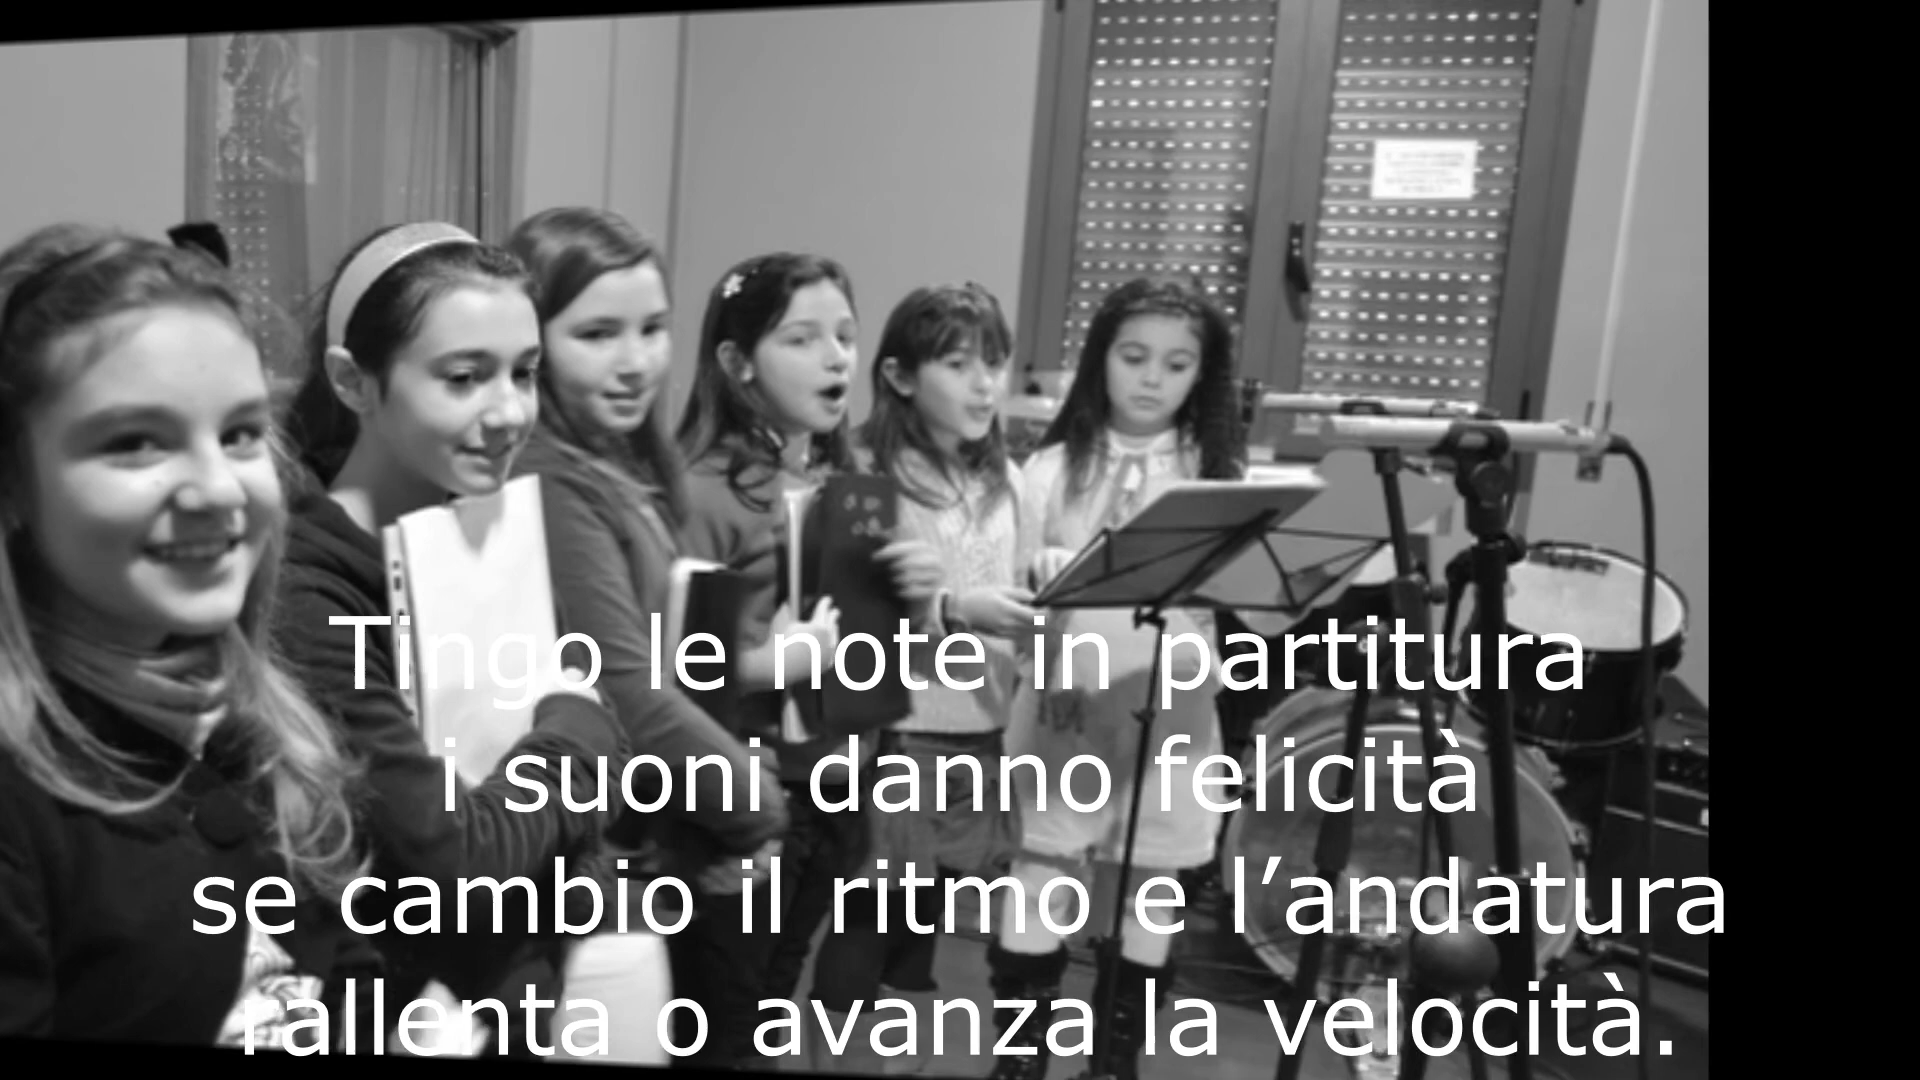 Tingo le note in partitura
i suoni danno felicità
se cambio il ritmo e l’andatura
rallenta o avanza la velocità.